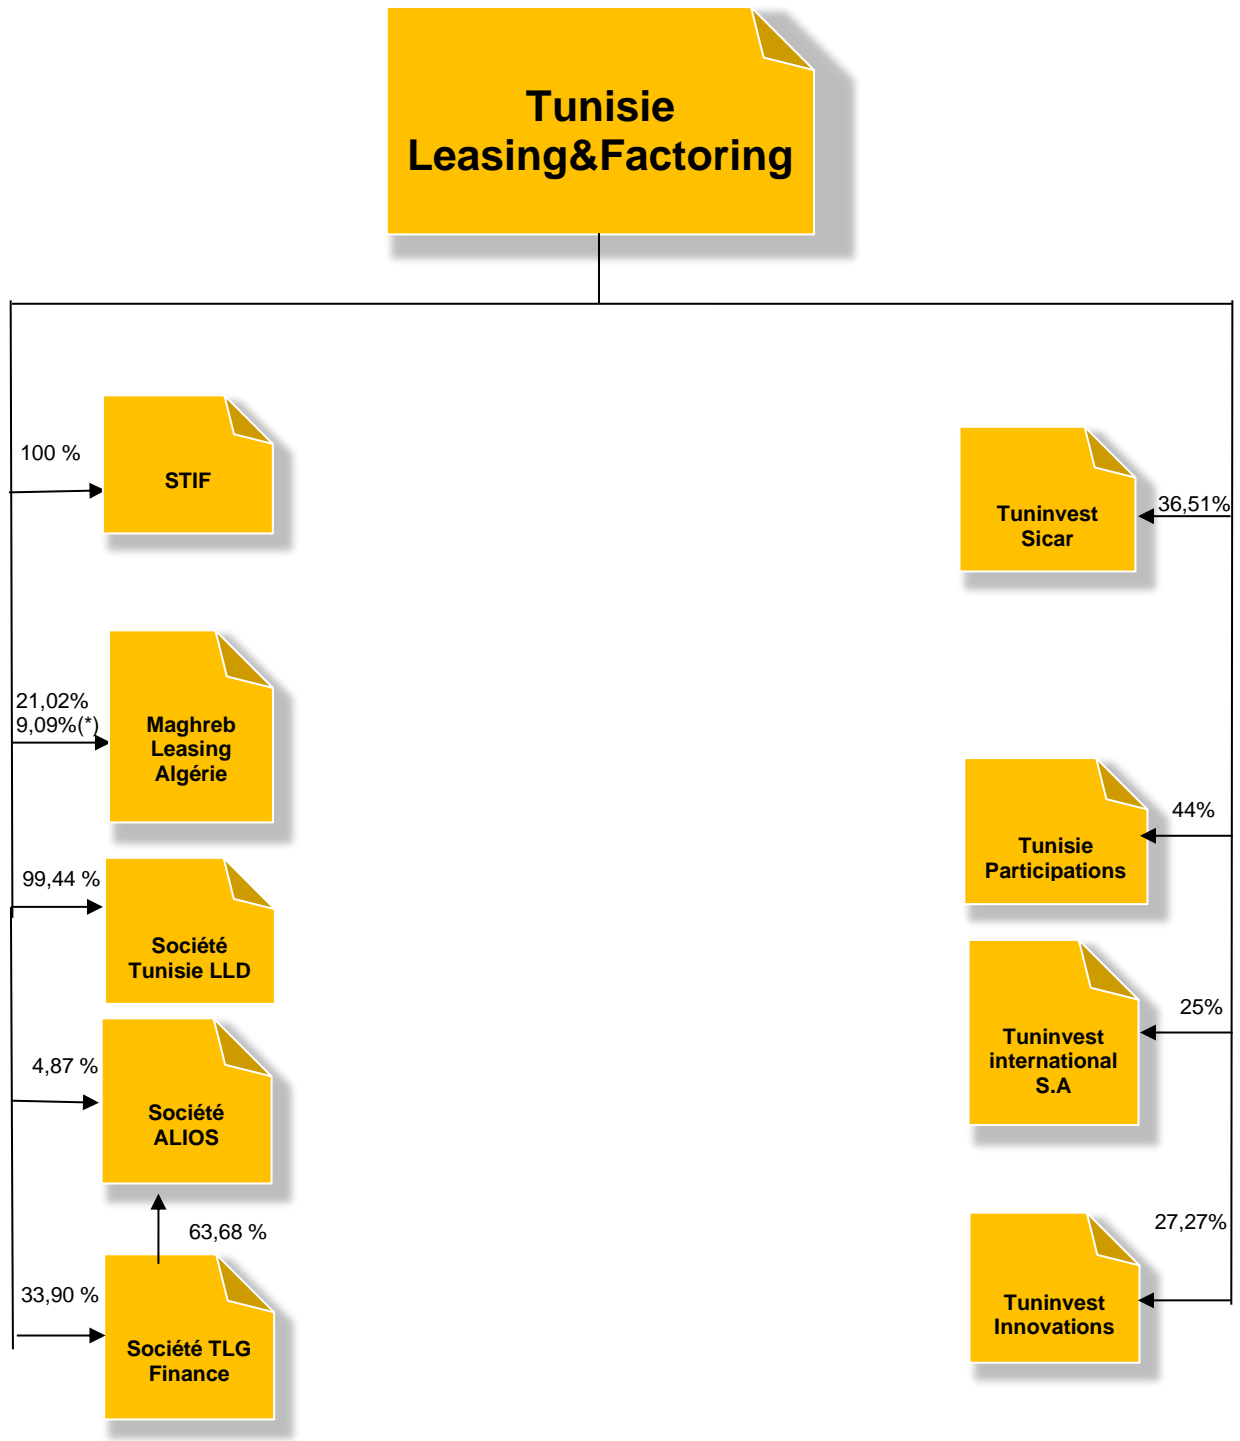 Tunisie
Leasing&Factoring
100 %
STIF
Tuninvest
Sicar
36,51%
21,02%
9,09%(*)
Maghreb
Leasing
Algérie
44%
Tunisie
Participations
99,44 %
Société
Tunisie LLD
25%
Tuninvest
international
S.A
4,87 %
Société
ALIOS
63,68 %
27,27%
Tuninvest
Innovations
33,90 %
Société TLG
Finance